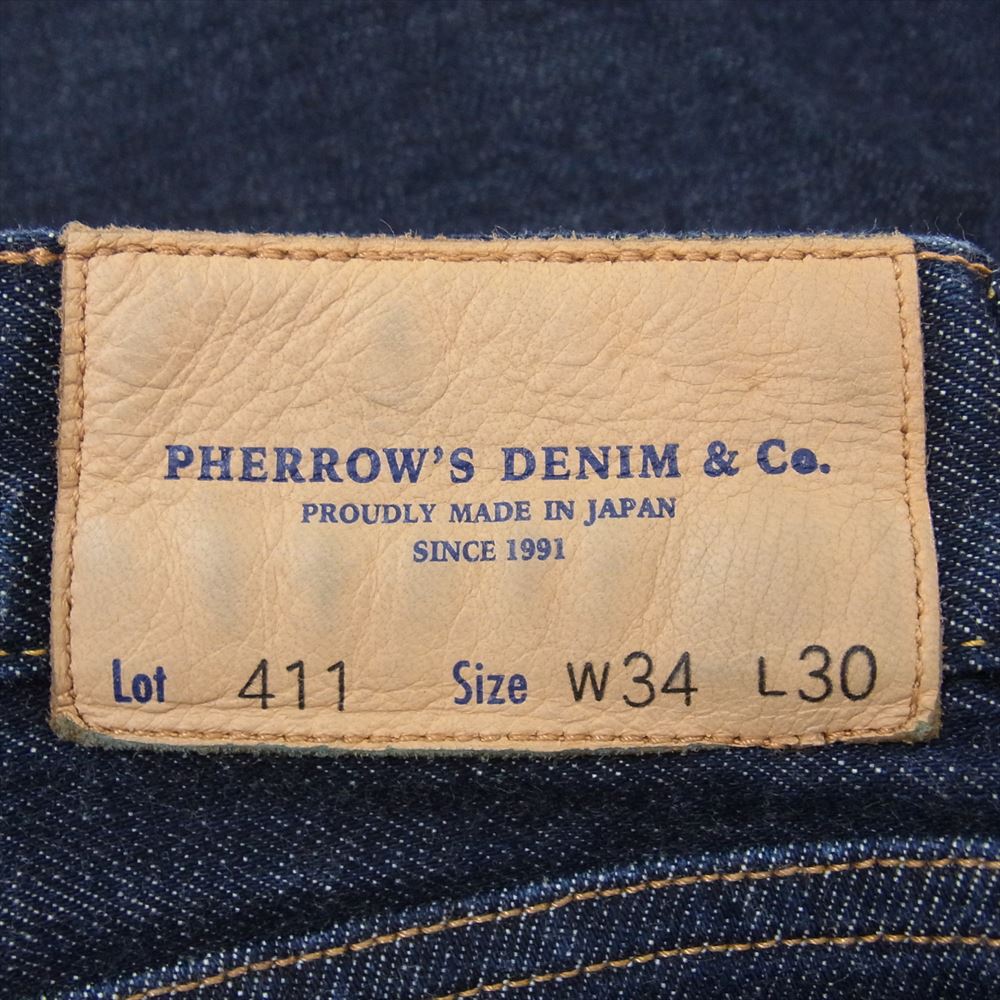 PHERROW'S DENIM & Co.
PROUDLY MADE IN JAPAN
SINCE 1991
Lot 411 Size W34 L30